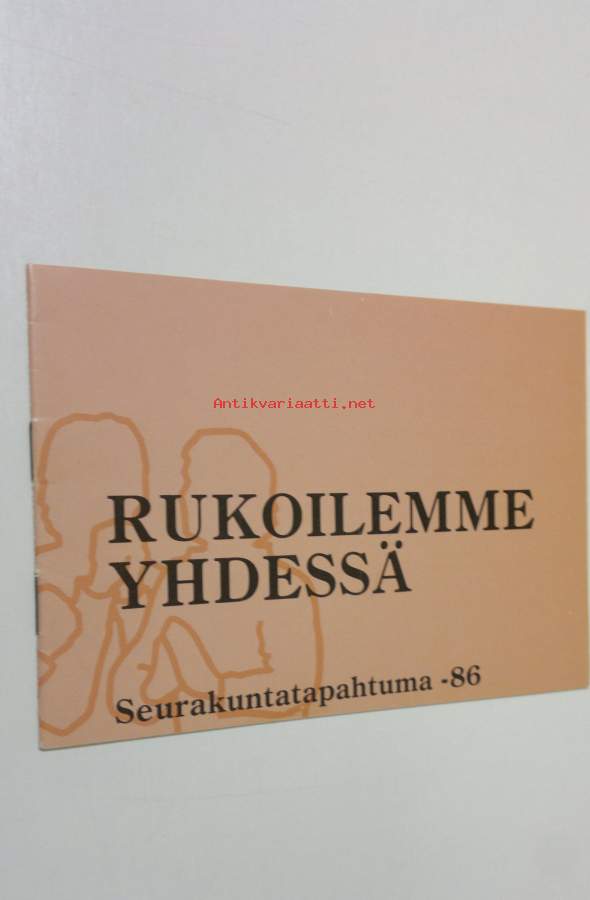 Antikvariaatti.net
RUKOILEMME
YHDESSÄ
Seurakuntatapahtuma -86